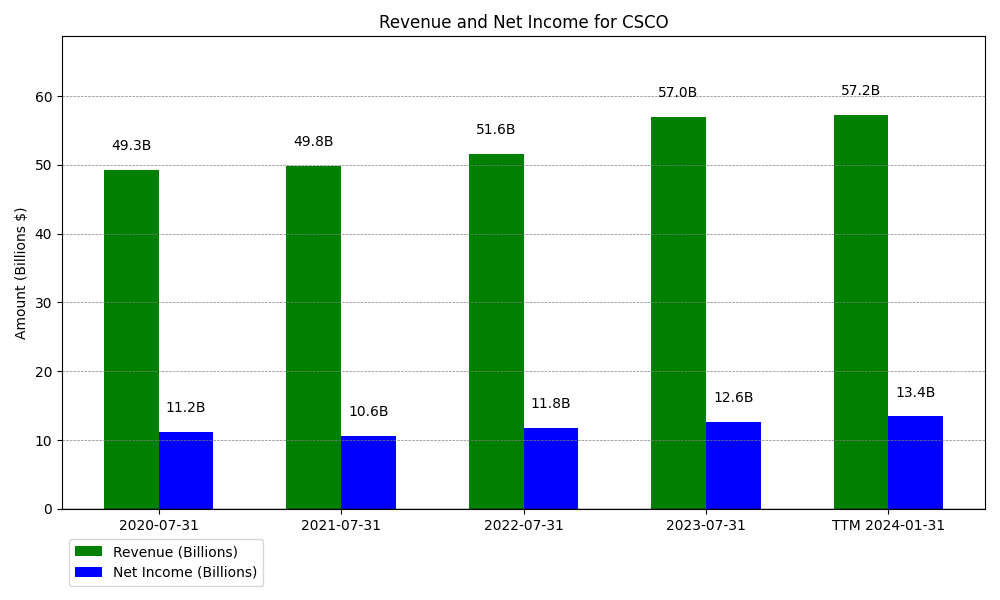 Revenue and Net Income for CSCO
Amount (Billions $)
60
50
40
30
20
10
0
49.3B
49.8B
51.6B
57.0B
57.2B
11.2B
10.6B
11.8B
12.6B
13.4B
2020-07-31
2021-07-31
2022-07-31
2023-07-31
TTM 2024-01-31
Revenue (Billions)
Net Income (Billions)